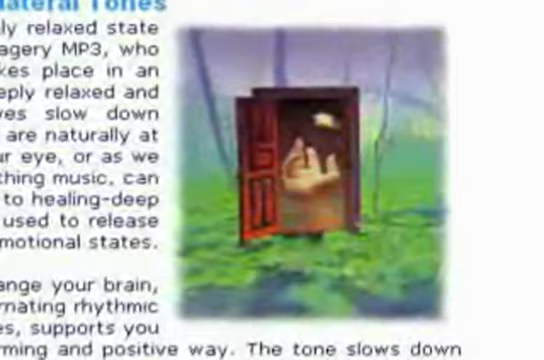 lateral Tones
ly relaxed state
agery MP3, who
kes place in an
eply relaxed and
ves slow down
are naturally at
ur eye, or as we
thing music, can
to healing-deep
used to release
motional states.
ange your brain,
rnating rhythmic
es, supports you
rming and positive way. The tone slows down